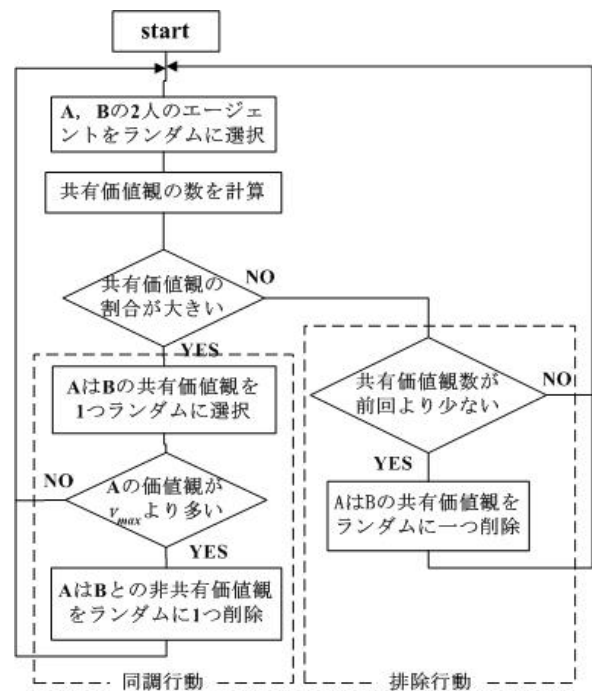 start
A, Bの2人のエージェ
ントをランダムに選択
共有価値観の数を計算
共有価値観の
割合が大きい
NO
YES
AはBの共有価値観を
1つランダムに選択
NO
Aの価値観が
vmaxより多い
YES
AはBとの非共有価値観
をランダムに1つ削除
同調行動
共有価値観数が
前回より少ない
NO
YES
AはBの共有価値観を
ランダムに一つ削除
排除行動